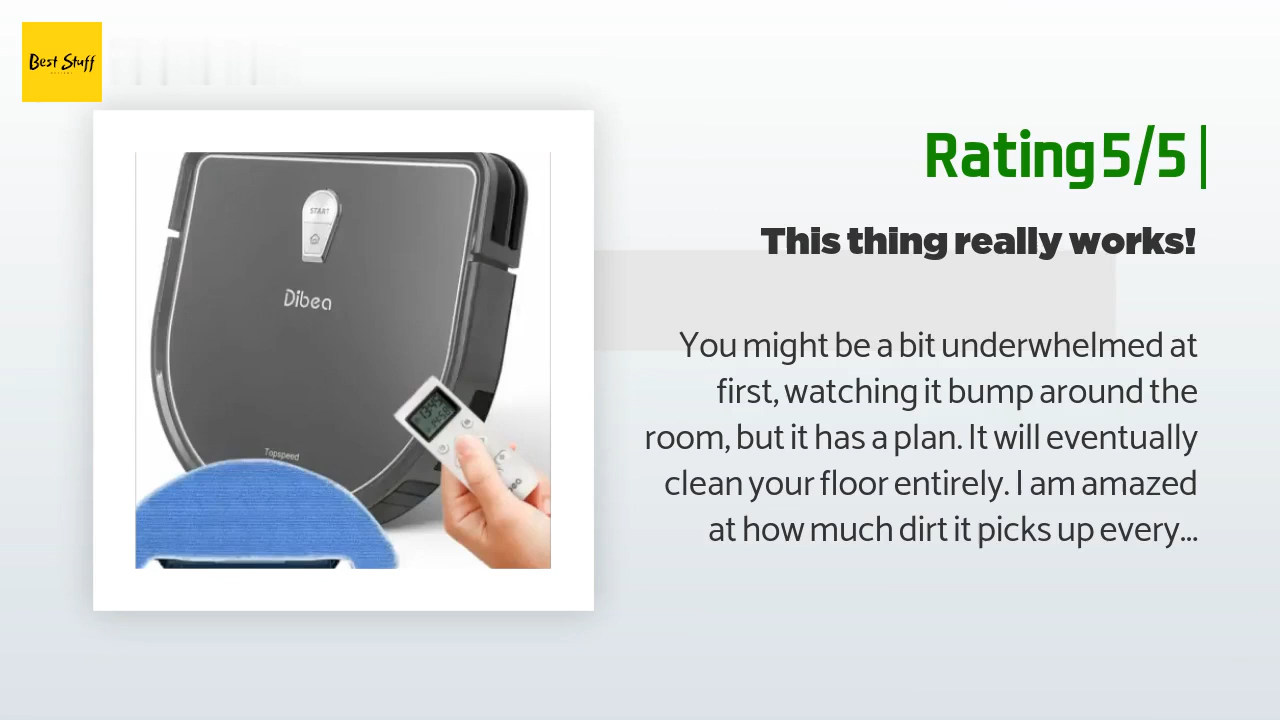 Best Stuff
Rating 5/5 |
This thing really works!
You might be a bit underwhelmed at
first, watching it bump around the
room, but it has a plan. It will eventually
clean your floor entirely. I am amazed
at how much dirt it picks up every...
START
Dibea
Topspeed